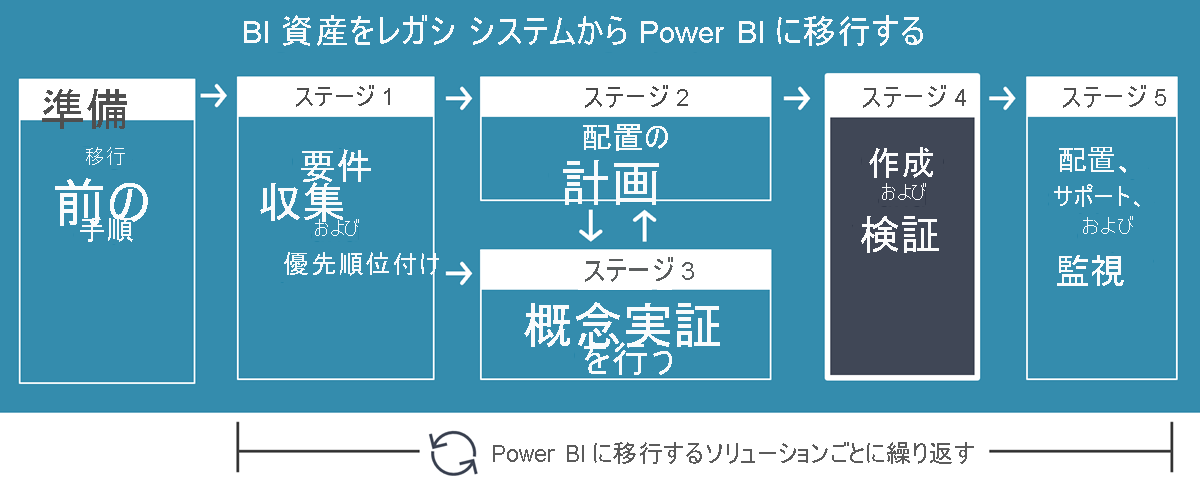 BI 資産をレガシ システムから Power BI に移行する
準備
移行
前の
手順
ステージ 1
要件
収集
および
優先順位付け
ステージ 2
配置の
計画
ステージ 3
概念実証
を行う
ステージ 4
作成
および
検証
ステージ 5
配置、
サポート、
および
監視
Power BI に移行するソリューションごとに繰り返す